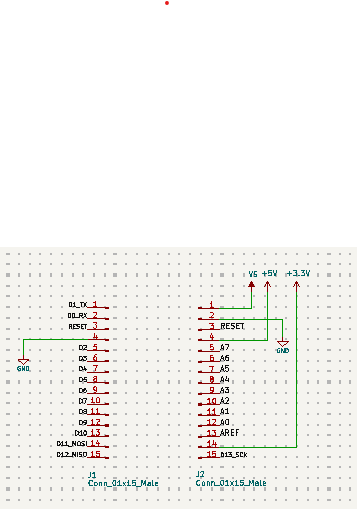 VS +5V +3.3V
D1_TX 1
D0_RX 2
RESET 3
4
D2 5
D3 6
D4 7
D5 8
D6 9
D7 10
D8 11
D9 12
D10 13
D11_MOSI 14
D12_MISO 15
GND
J1
Conn_01x15_Male
1
2
3 RESET
4
5 A7
6 A6
7 A5
8 A4
9 A3
10 A2
11 A1
12 A0
13 AREF
14
15 D13_SCK
GND
J2
Conn_01x15_Male